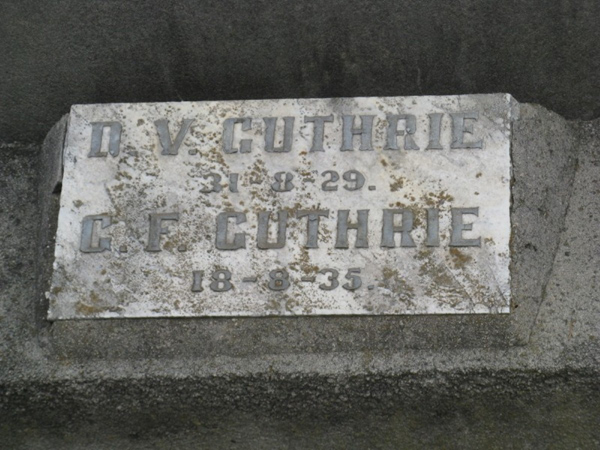 D. V. GUTHRIE
31-8-29.
G. F. GUTHRIE
18-8-35.